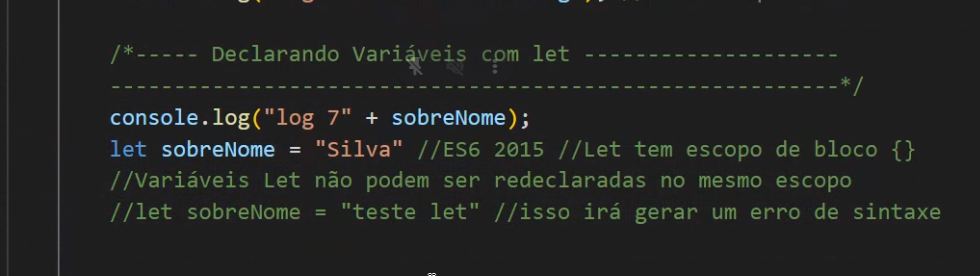 /*----- Declarando Variáveis com let --------------------
---------------------------------------------------------*/
console.log("log 7" + sobreNome);
let sobreNome = "Silva" //ES6 2015 //Let tem escopo de bloco {}
//Variáveis Let não podem ser redeclaradas no mesmo escopo
//let sobreNome = "teste let" //isso irá gerar um erro de sintaxe